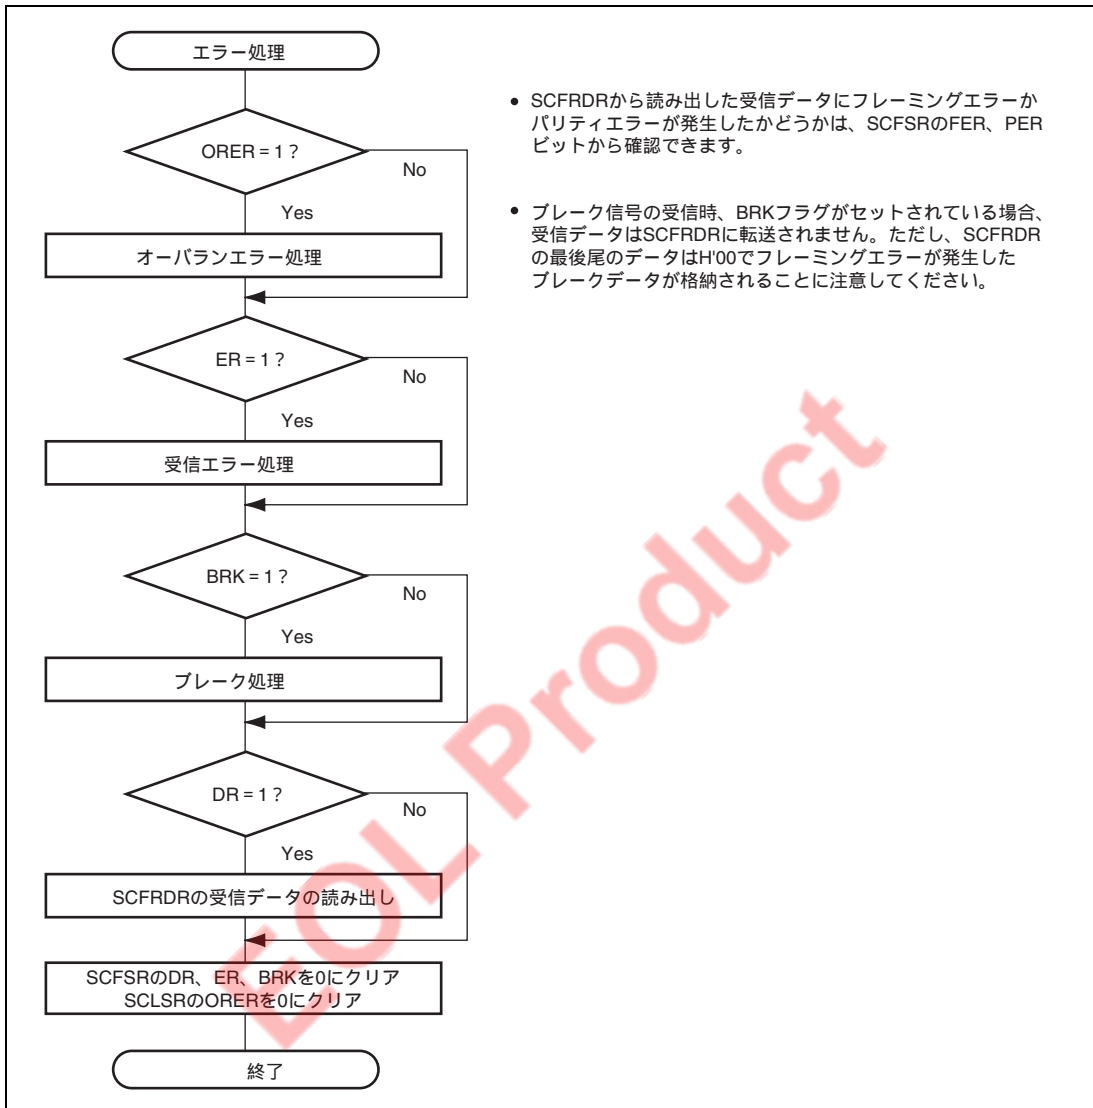 エラー処理
ORER = 1 ?
No
Yes
オーバランエラー処理
ER = 1 ?
No
Yes
受信エラー処理
BRK = 1 ?
No
Yes
ブレーク処理
DR = 1 ?
No
Yes
SCFRDRの受信データの読み出し
SCFSRのDR、ER、BRKを0にクリア
SCLSRのORERを0にクリア
終了
• SCFRDRから読み出した受信データにフレーミングエラーか
パリティエラーが発生したかどうかは、SCFSRのFER、PER
ビットから確認できます。
• ブレーク信号の受信時、BRKフラグがセットされている場合、
受信データはSCFRDRに転送されません。ただし、SCFRDR
の最後尾のデータはH'00でフレーミングエラーが発生した
ブレークデータが格納されることに注意してください。
EOL Product